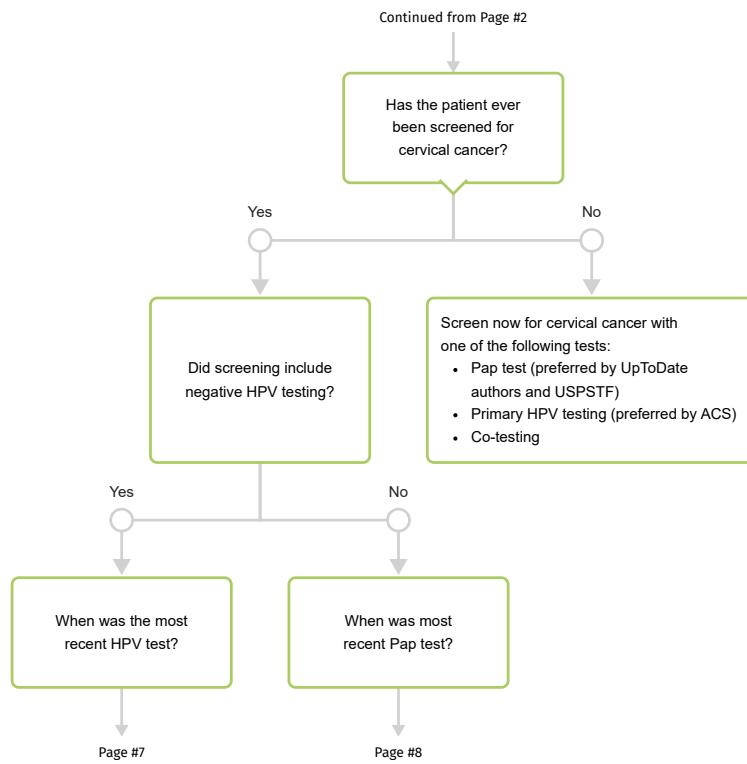 Continued from Page #2
Has the patient ever
been screened for
cervical cancer?
Yes
No
Did screening include
negative HPV testing?
Screen now for cervical cancer with
one of the following tests:
• Pap test (preferred by UpToDate
authors and USPSTF)
• Primary HPV testing (preferred by ACS)
• Co-testing
Yes
No
When was the most
recent HPV test?
When was most
recent Pap test?
Page #7
Page #8